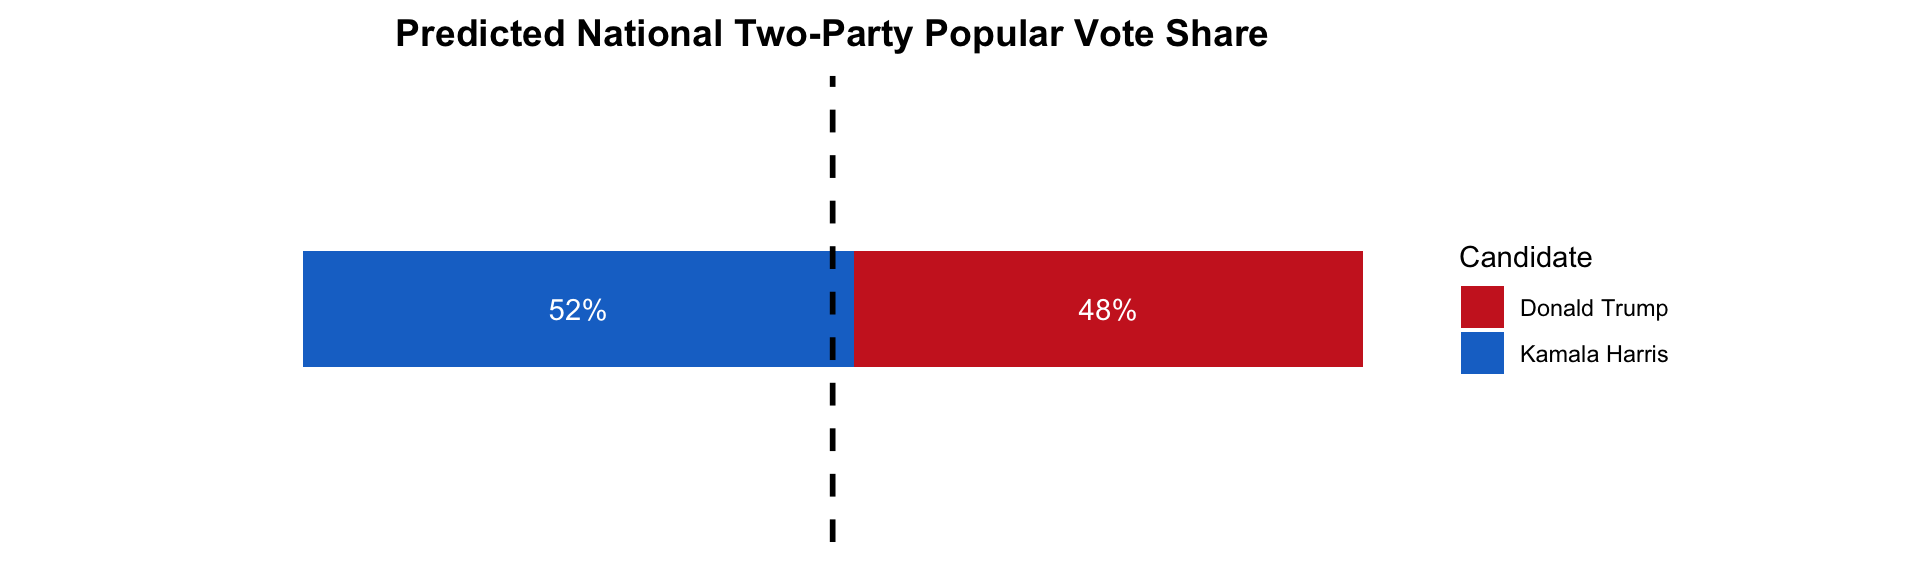 Predicted National Two-Party Popular Vote Share
52%
48%
Candidate
Donald Trump
Kamala Harris